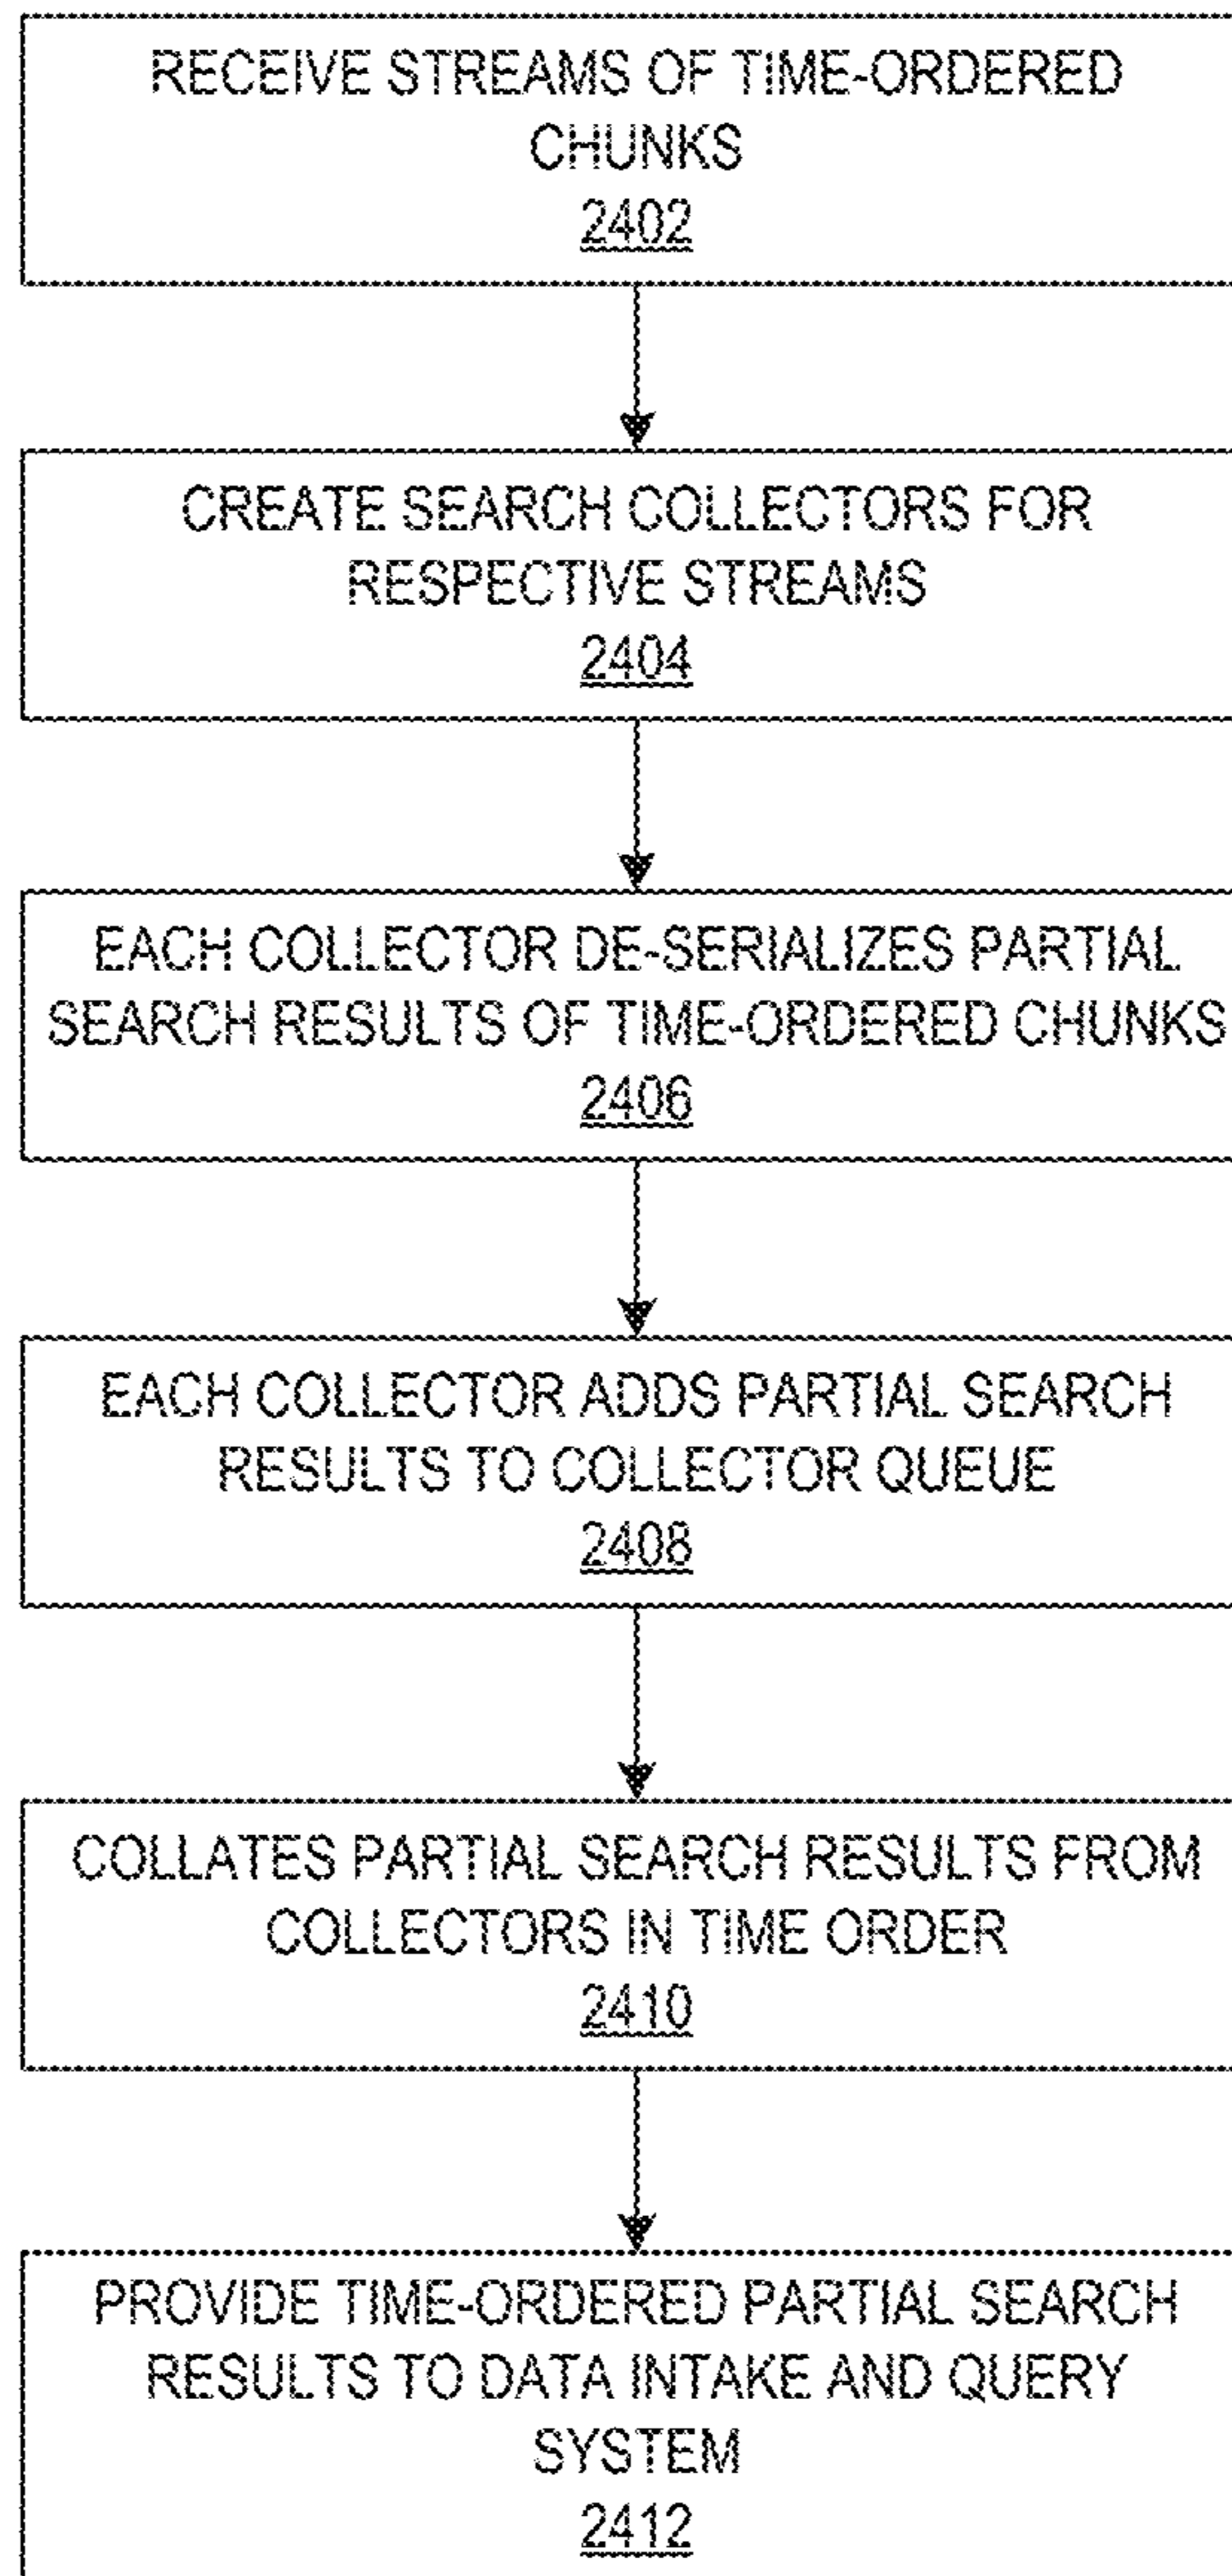 RECEIVE STREAMS OF TIME-ORDERED
CHUNKS
2402
CREATE SEARCH COLLECTORS FOR
RESPECTIVE STREAMS
2404
EACH COLLECTOR DE-SERIALIZES PARTIAL
SEARCH RESULTS OF TIME-ORDERED CHUNKS
2406
EACH COLLECTOR ADDS PARTIAL SEARCH
RESULTS TO COLLECTOR QUEUE
2408
COLLATES PARTIAL SEARCH RESULTS FROM
COLLECTORS IN TIME ORDER
2410
PROVIDE TIME-ORDERED PARTIAL SEARCH
RESULTS TO DATA INTAKE AND QUERY
SYSTEM
2412